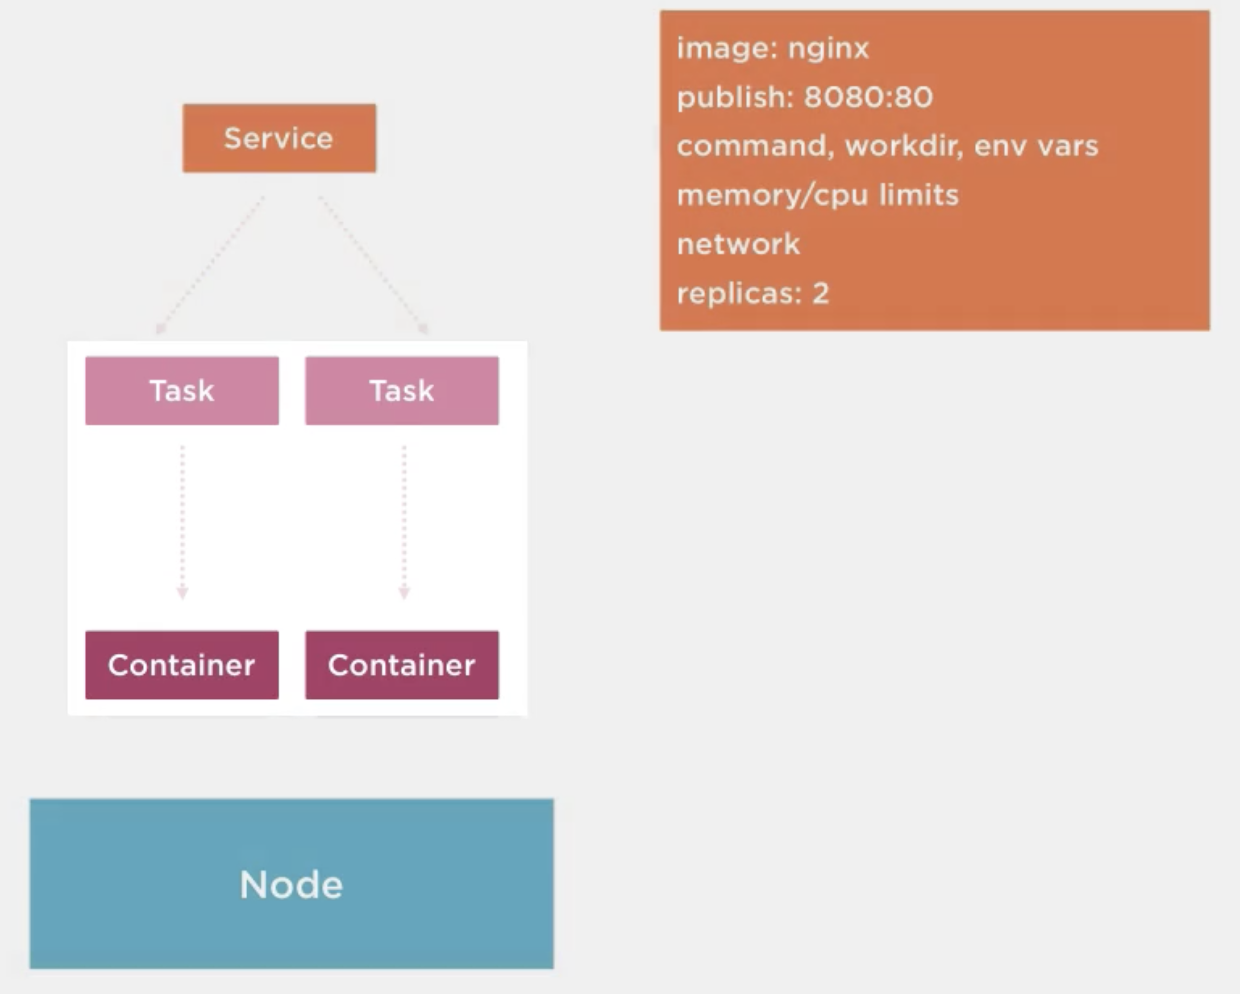 Service
Task
Task
Container
Container
Node
image: nginx
publish: 8080:80
command, workdir, env vars
memory/cpu limits
network
replicas: 2